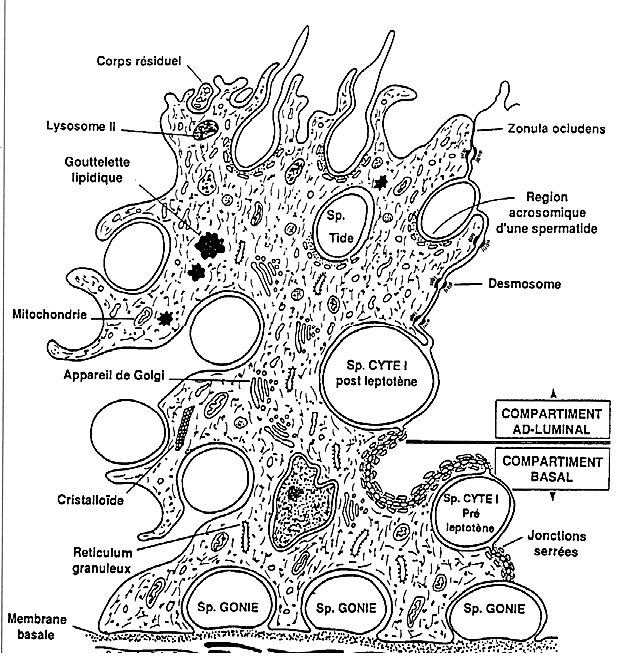 Corps résiduel
Lysosome II
Gouttelette
lipidique
Zonula ocludens
Region
acrosomique
d'une spermatide
Sp.
Tide
Desmosome
Mitochondrie
Appareil de Golgi
Sp. CYTE I
post leptotène
COMPARTIMENT
AD-LUMINAL
COMPARTIMENT
BASAL
Cristalloïde
Sp. CYTE I
Pré
leptotène
Jonctions
serrées
Reticulum
granuleux
Sp. GONIE
Sp. GONIE
Sp. GONIE
Membrane
basale